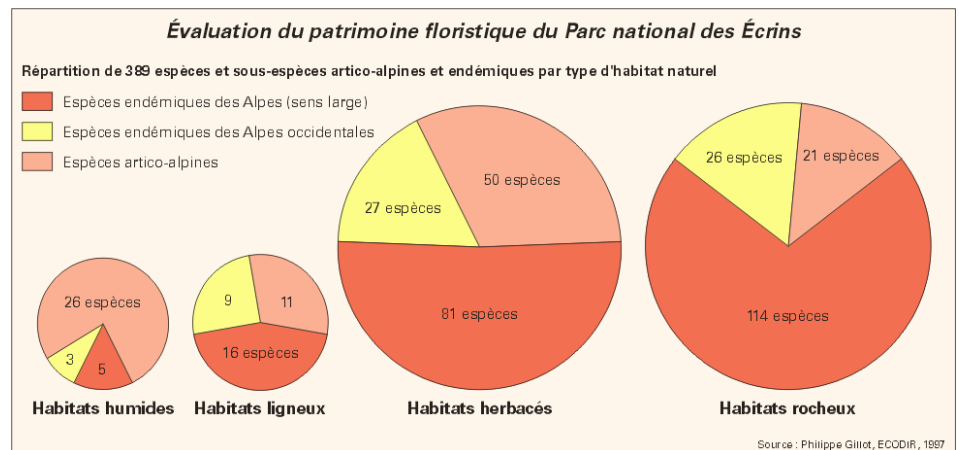 Évaluation du patrimoine floristique du Parc national des Écrins
Répartition de 389 espèces et sous-espèces artico-alpines et endémiques par type d'habitat naturel
Espèces endémiques des Alpes (sens large)
Espèces endémiques des Alpes occidentales
Espèces artico-alpines
26 espèces
3
5
Habitats humides
9
11
16 espèces
Habitats ligneux
50 espèces
27 espèces
81 espèces
Habitats herbacés
26 espèces
21 espèces
114 espèces
Habitats rocheux
Source : Philippe Gillot, ECODIR, 1997